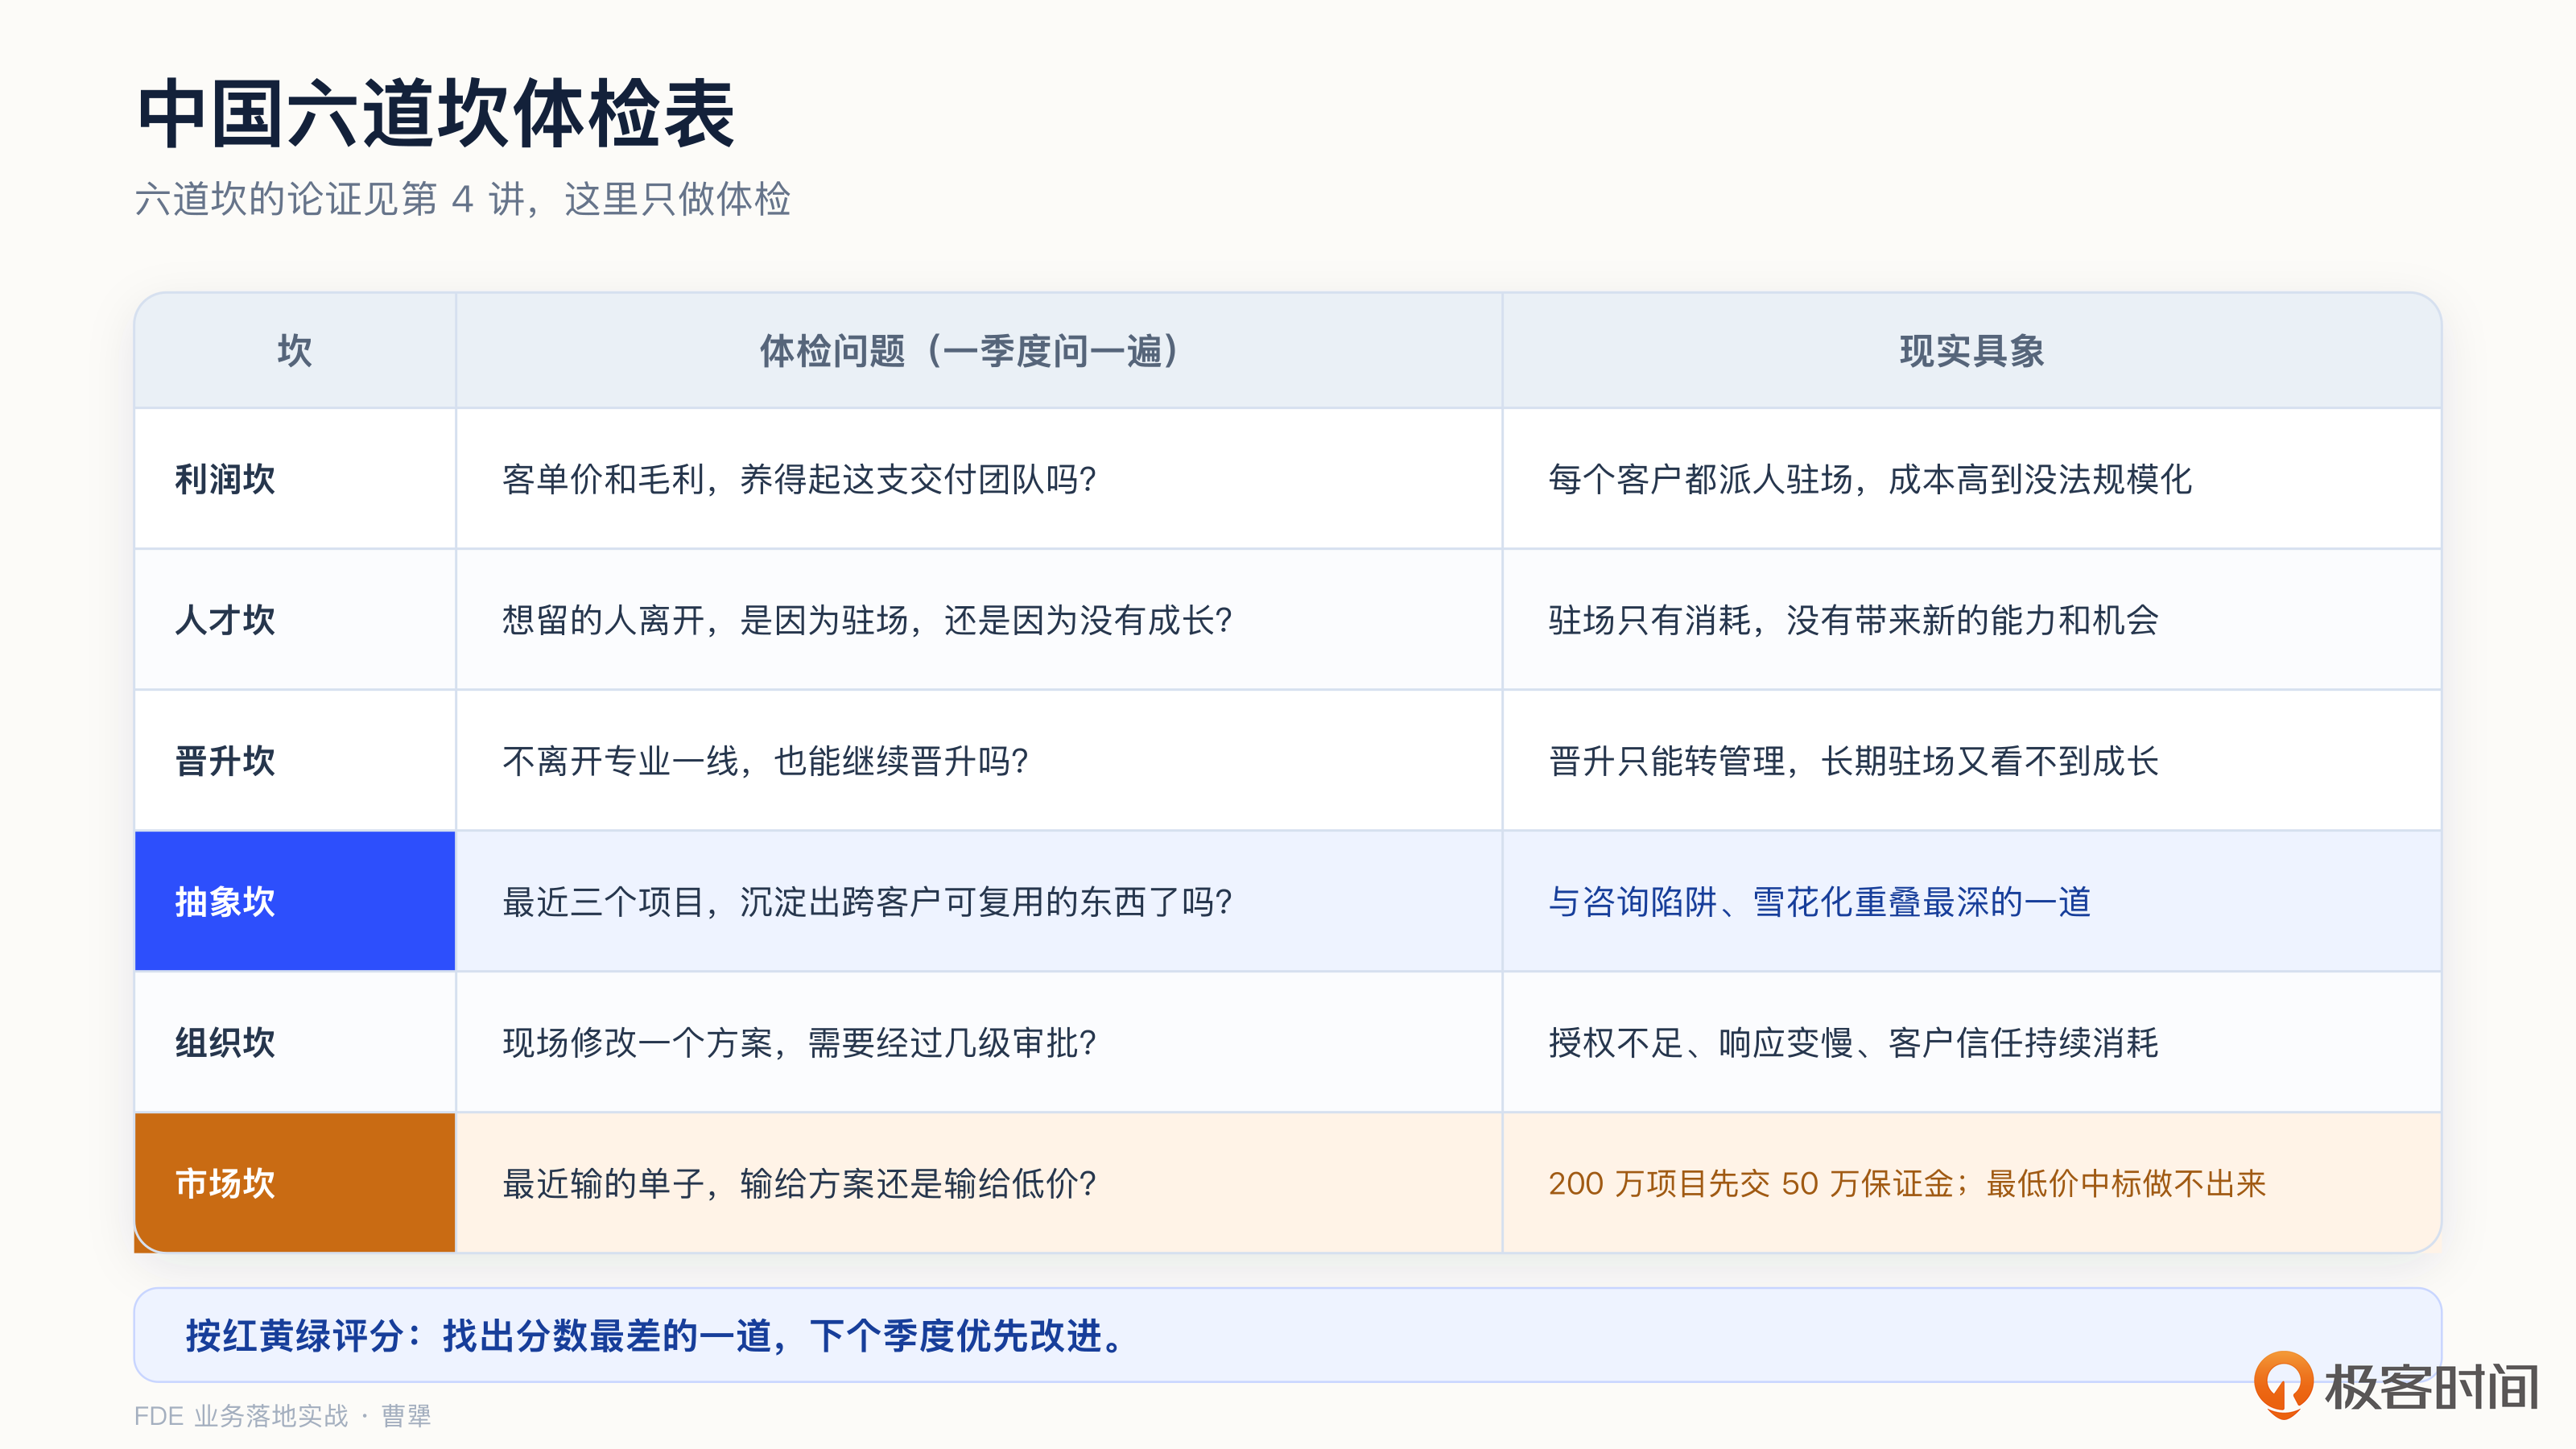 中国六道坎体检表
六道坎的论证见第 4 讲，这里只做体检
坎
体检问题（一季度问一遍）
现实具象
利润坎
客单价和毛利，养得起这支交付团队吗？
每个客户都派人驻场，成本高到没法规模化
人才坎
想留的人离开，是因为驻场，还是因为没有成长？
驻场只有消耗，没有带来新的能力和机会
晋升坎
不离开专业一线，也能继续晋升吗？
晋升只能转管理，长期驻场又看不到成长
抽象坎
最近三个项目，沉淀出跨客户可复用的东西了吗？
与咨询陷阱、雪花化重叠最深的一道
组织坎
现场修改一个方案，需要经过几级审批？
授权不足、响应变慢、客户信任持续消耗
市场坎
最近输的单子，输给方案还是输给低价？
200 万项目先交 50 万保证金；最低价中标做不出来
按红黄绿评分：找出分数最差的一道，下个季度优先改进。
FDE 业务落地实战 · 曹犟
极客时间